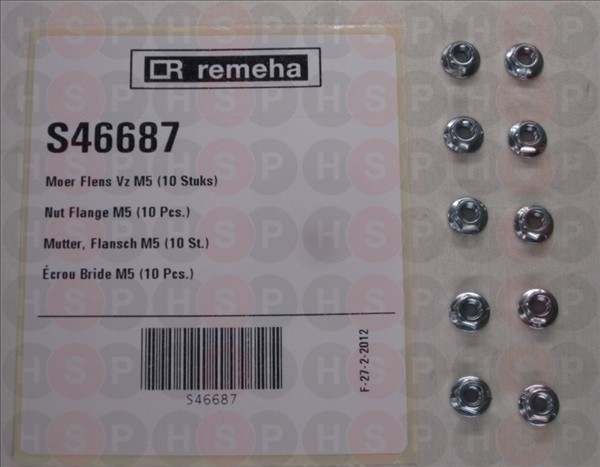 remeha
S46687
Moer Flens Vz M5 (10 Stuks)
Nut Flange M5 (10 Pcs.)
Mutter, Flansch M5 (10 St.)
Écrou Bride M5 (10 Pcs.)
S46687
F-27-2-2012
HSP